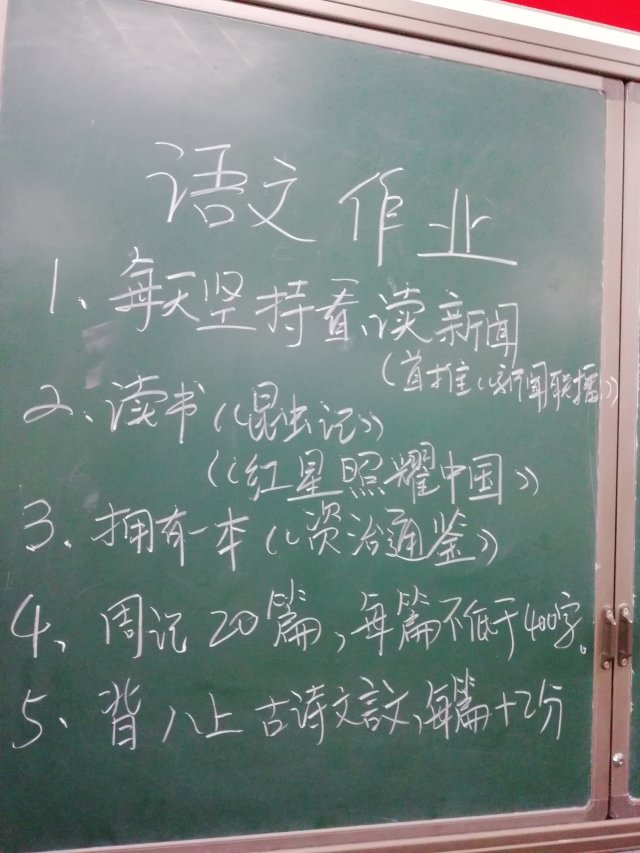 语文作业
1、每天坚持看、读新闻
(首推《新闻联播》)
2、读书《昆虫记》
《红星照耀中国》
3、拥有一本《资治通鉴》
4、周记20篇,每篇不低于400字。
5、背八上古诗文言文,每篇+2分